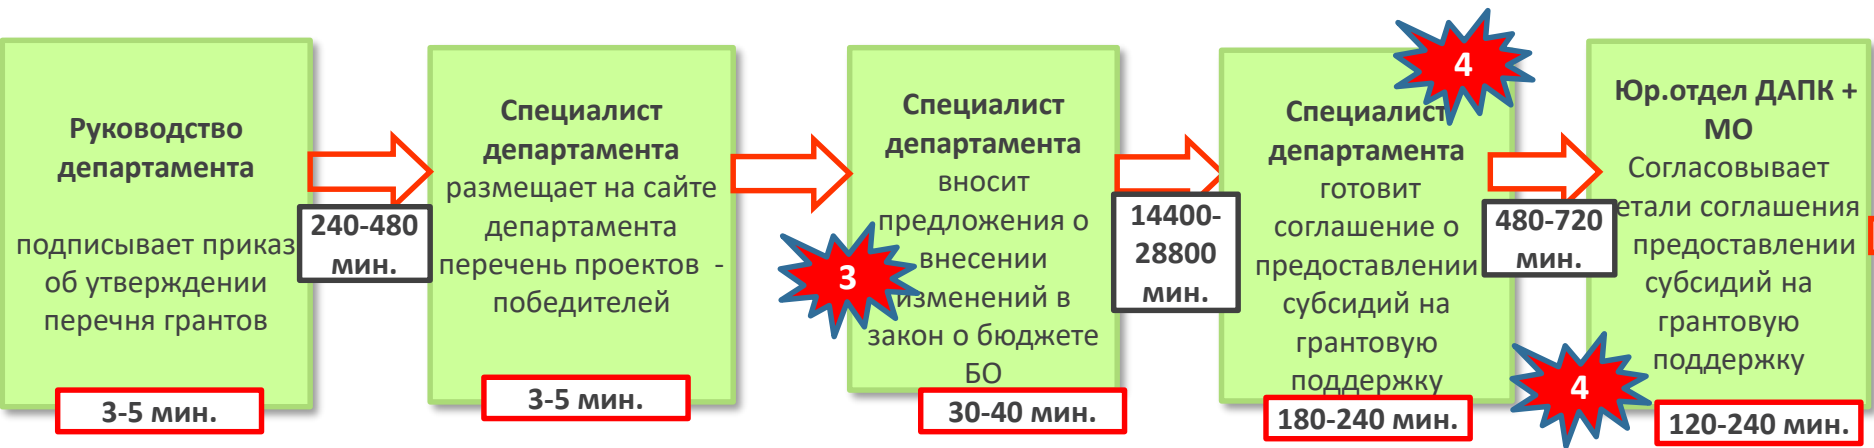 Руководство
департамента
подписывает приказ
об утверждении
перечня грантов
3-5 мин.
240-480
мин.
Специалист
департамента
размещает на сайте
департамента
перечень проектов -
победителей
3-5 мин.
3
Специалист
департамента
вносит
предложения о
внесении
изменений в
закон о бюджете
БО
30-40 мин.
14400-
28800
мин.
4
Специалист
департамента
готовит
соглашение о
предоставлении
субсидий на
грантовую
поддержку
180-240 мин.
480-720
мин.
4
Юр.отдел ДАПК +
МО
Согласовывает
етали соглашения
предоставлении
субсидий на
грантовую
поддержку
120-240 мин.